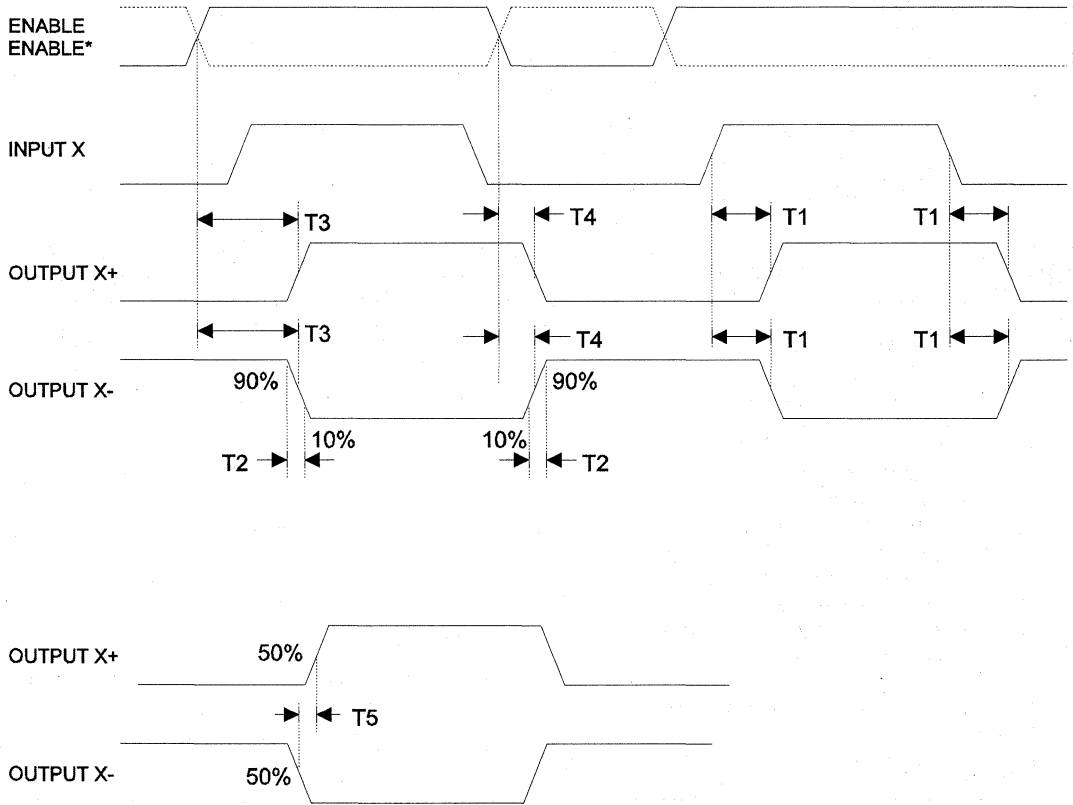 ENABLE
ENABLE*
INPUT X
T3
T4
T1
T1
OUTPUT X+
T3
T4
T1
T1
OUTPUT X-
90%
90%
10%
10%
T2
T2
OUTPUT X+
50%
T5
OUTPUT X-
50%